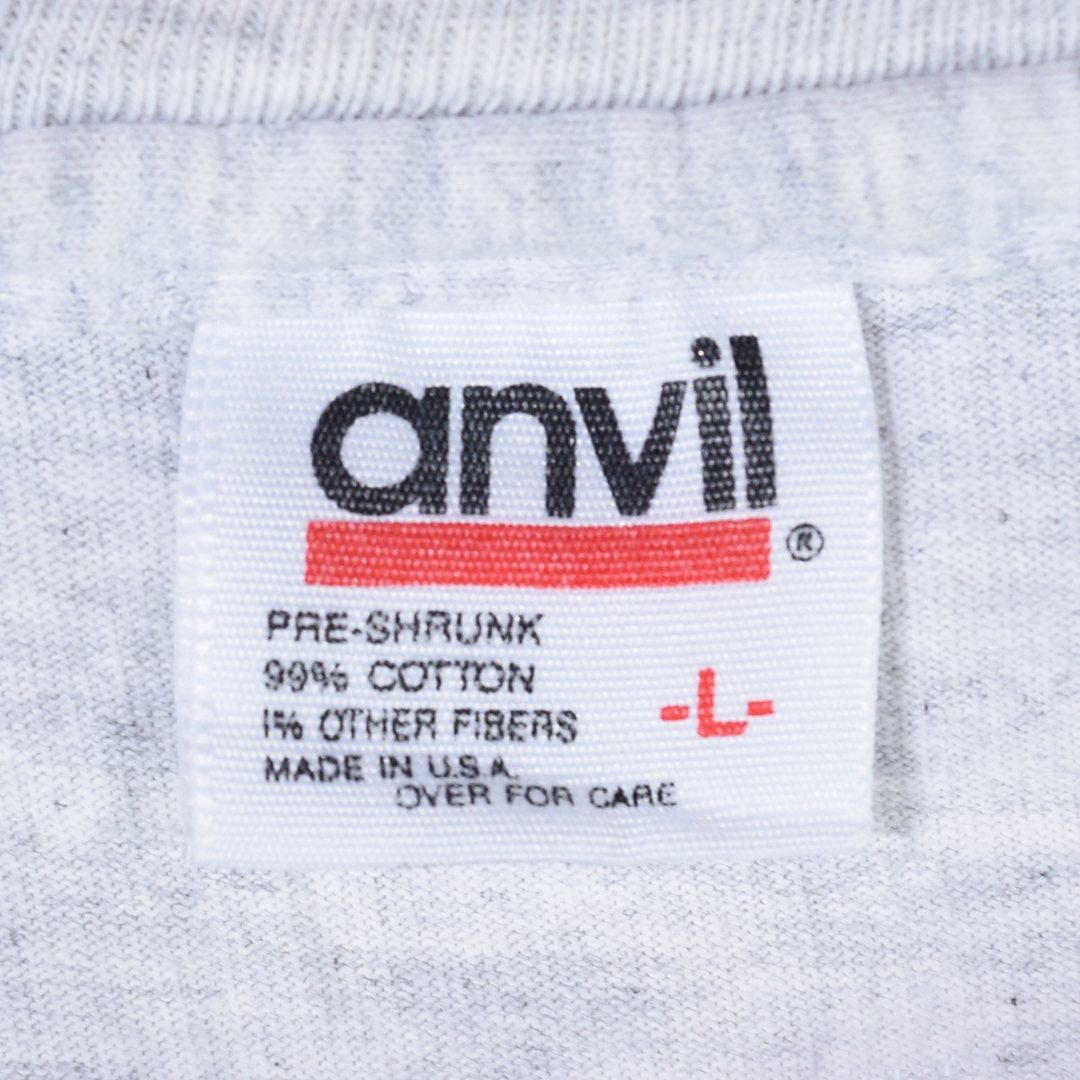 anvil
®
PRE-SHRUNK
99% COTTON
1% OTHER FIBERS
-L-
MADE IN U.S.A.
OVER FOR CARE